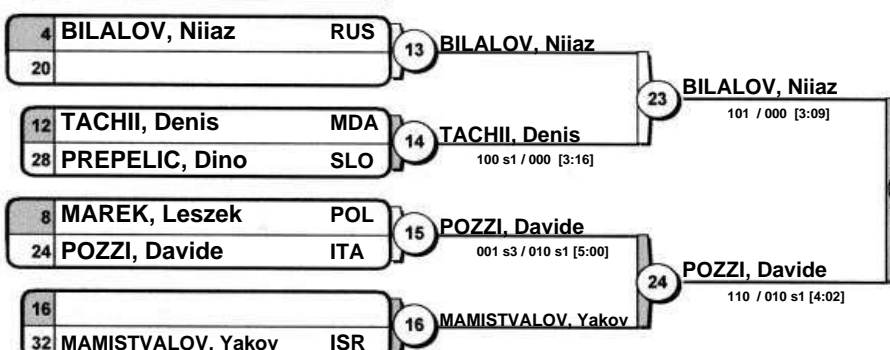 4 BILALOV, Niiaz RUS
20
13
BILALOV, Niiaz
12 TACHII, Denis MDA
28 PREPELIC, Dino SLO
14
TACHII, Denis
100 s1 / 000 [3:16]
23
BILALOV, Niiaz
101 / 000 [3:09]
8 MAREK, Leszek POL
24 POZZI, Davide ITA
15
POZZI, Davide
001 s3 / 010 s1 [5:00]
16
32 MAMISTVALOV, Yakov ISR
16
MAMISTVALOV, Yakov
24
POZZI, Davide
110 / 010 s1 [4:02]